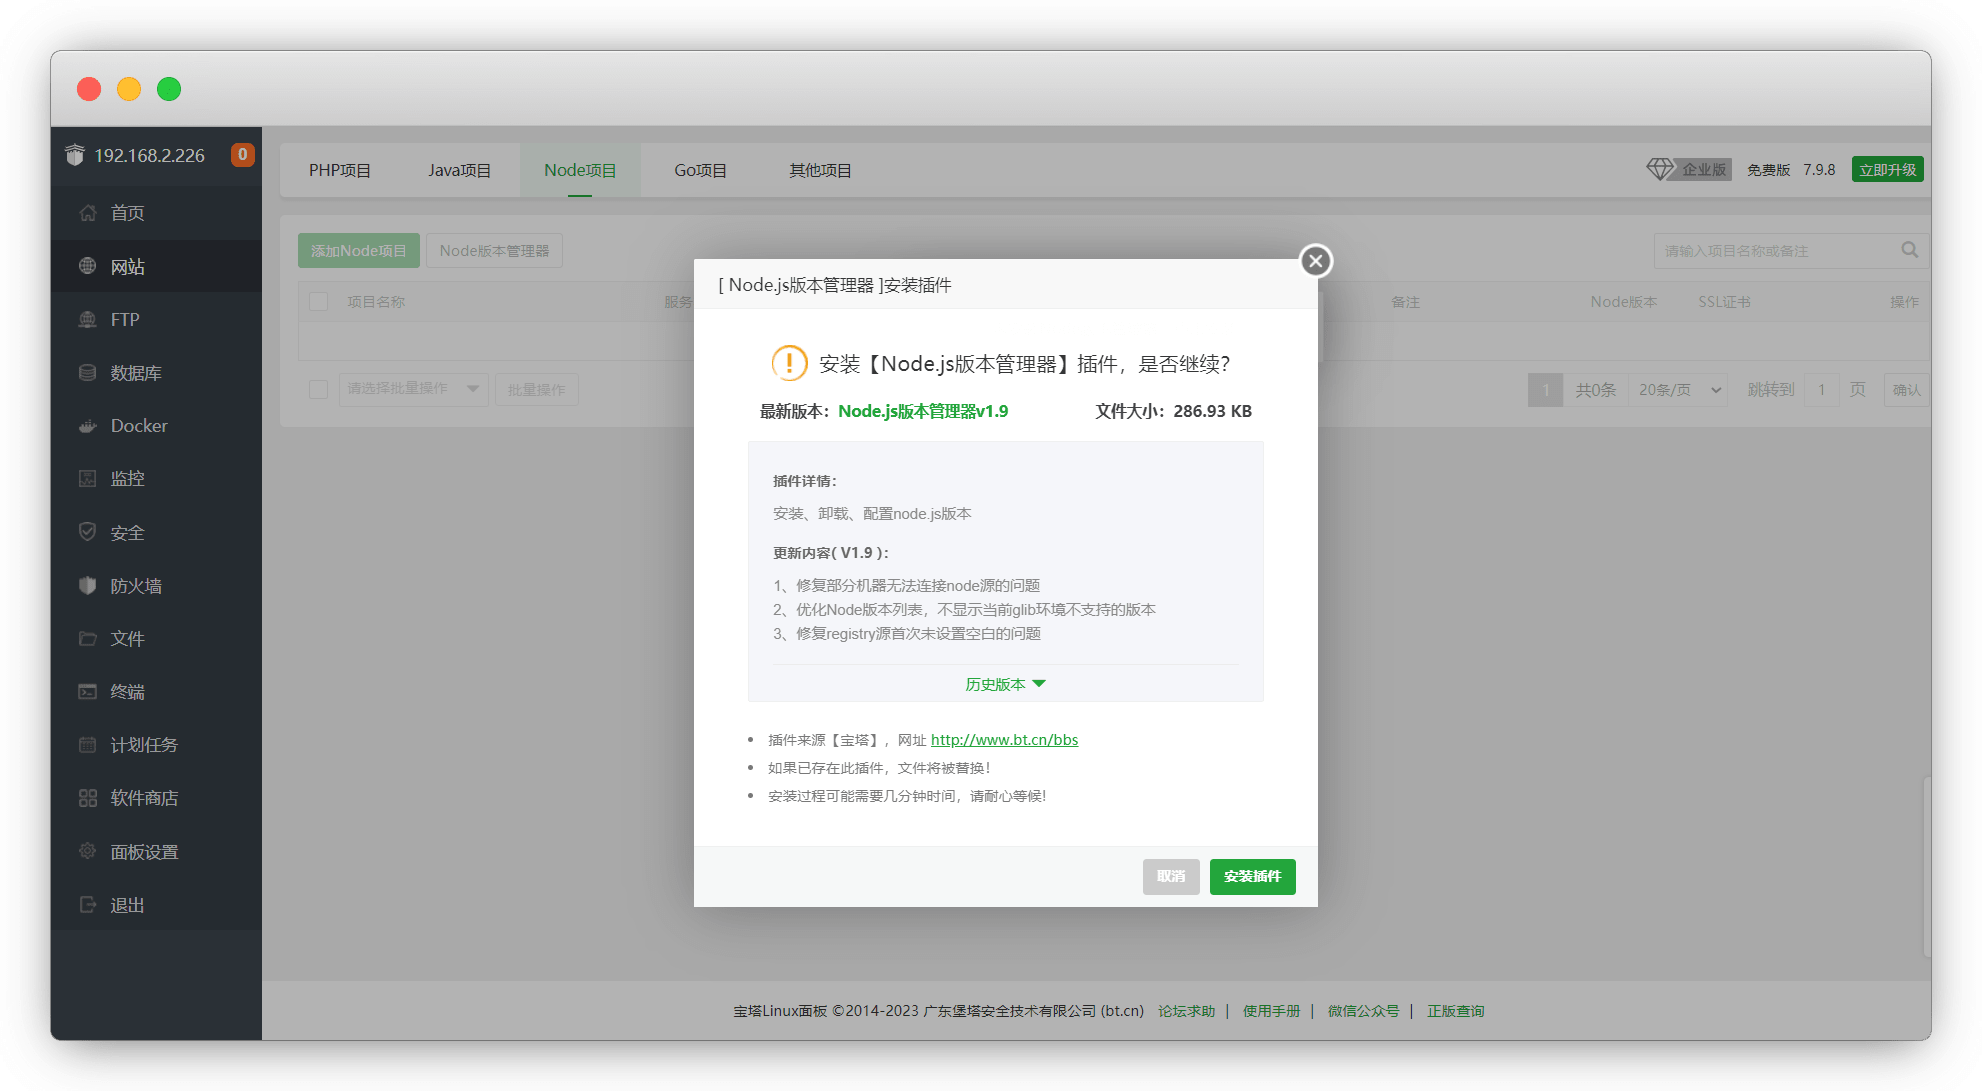 192.168.2.226 0
首页
网站
FTP
数据库
Docker
监控
安全
防火墙
文件
终端
计划任务
软件商店
面板设置
退出
PHP项目 Java项目 Node项目 Go项目 其他项目
企业版 免费版 7.9.8 立即升级
添加Node项目 Node版本管理器
请输入项目名称或备注
项目名称 服务 备注 Node版本 SSL证书 操作
请选择批量操作 批量操作
1 共0条 20条/页 跳转到 1 页 确认
[ Node.js版本管理器 ]安装插件
安装【Node.js版本管理器】插件，是否继续？
最新版本：Node.js版本管理器v1.9 文件大小：286.93 KB
插件详情：
安装、卸载、配置node.js版本
更新内容( V1.9 )：
1、修复部分机器无法连接node源的问题
2、优化Node版本列表，不显示当前glib环境不支持的版本
3、修复registry源首次未设置空白的问题
历史版本
插件来源【宝塔】，网址 http://www.bt.cn/bbs
如果已存在此插件，文件将被替换！
安装过程可能需要几分钟时间，请耐心等候!
取消 安装插件
宝塔Linux面板 ©2014-2023 广东堡塔安全技术有限公司 (bt.cn) 论坛求助 | 使用手册 | 微信公众号 | 正版查询